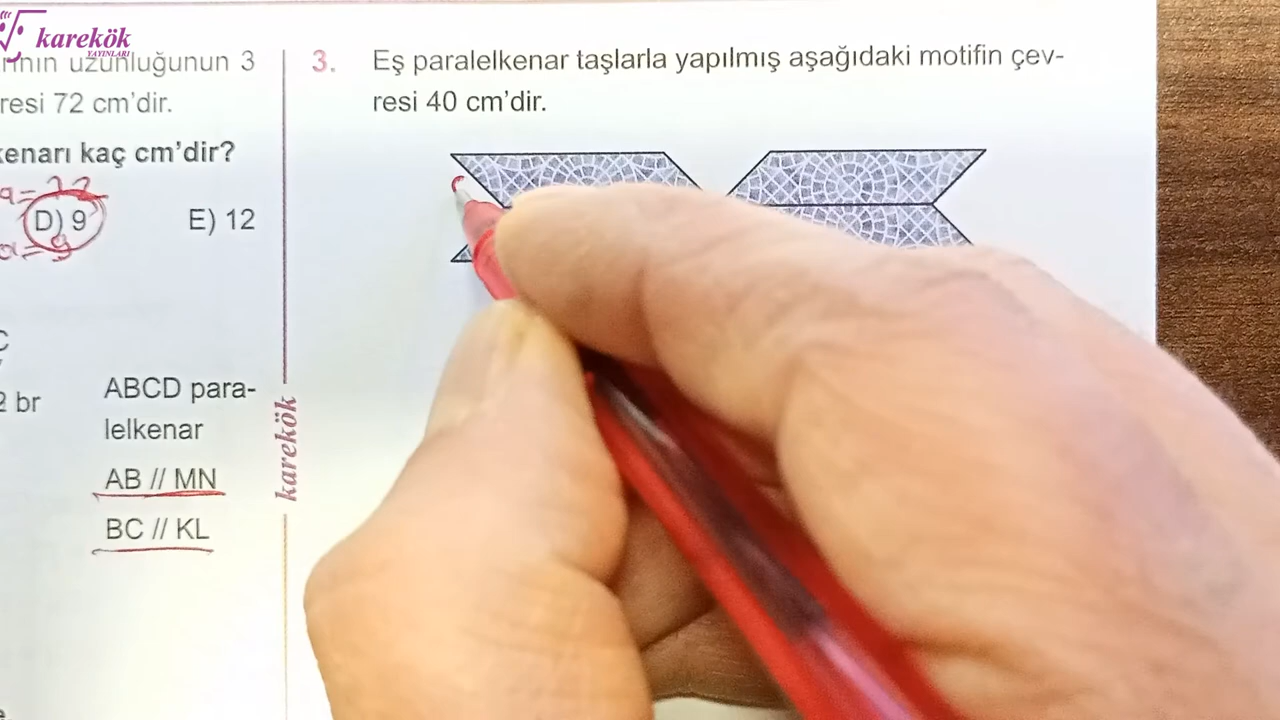 karekök
YAYINLARI
uzunluğunun 3
resi 72 cm'dir.
kenarı kaç cm'dir?
D) 9
E) 12
2 br
ABCD para-
lelkenar
AB // MN
BC // KL
karekök
3. Eş paralelkenar taşlarla yapılmış aşağıdaki motifin çev-
resi 40 cm'dir.